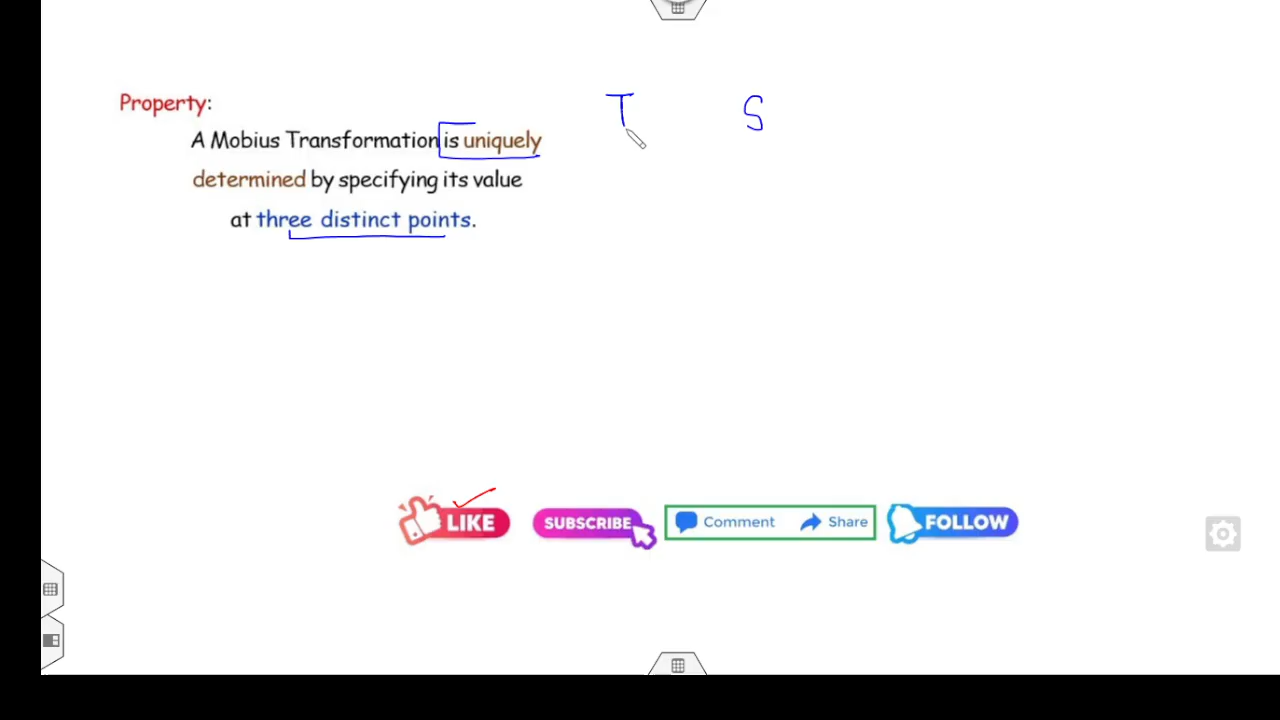 Property:
A Mobius Transformation is uniquely
determined by specifying its value
at three distinct points.
T S
LIKE SUBSCRIBE Comment Share FOLLOW